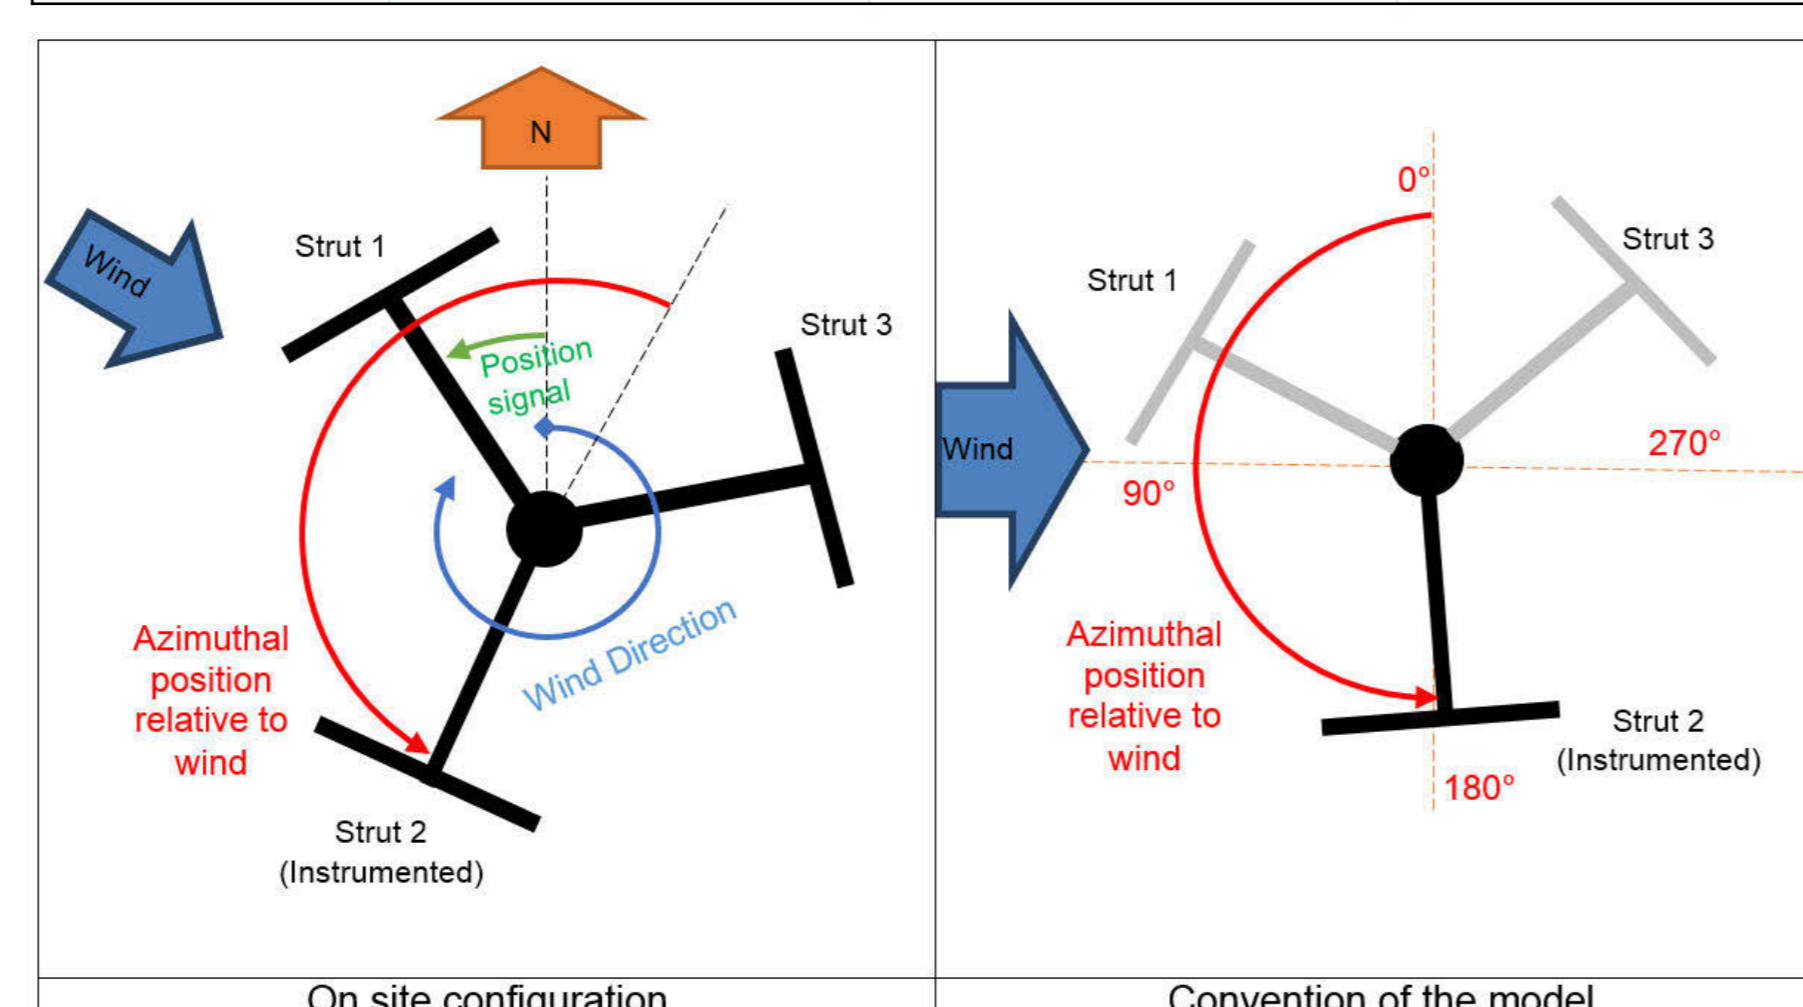 N
Wind
Strut 1
Strut 3
Position
signal
Azimuthal
position
relative to
wind
Wind Direction
Strut 2
(Instrumented)
On site configuration
0°
Strut 3
Strut 1
Wind
270°
90°
Azimuthal
position
relative to
wind
Strut 2
(Instrumented)
180°
Convention of the model